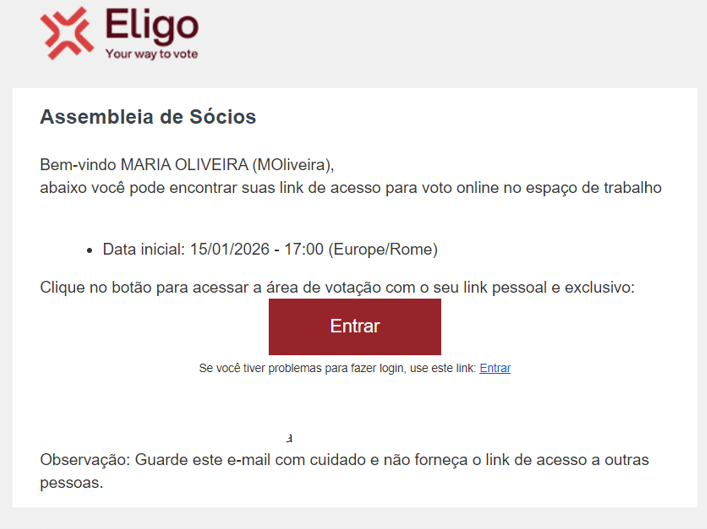 Eligo
Your way to vote
Assembleia de Sócios
Bem-vindo MARIA OLIVEIRA (MOliveira),
abaixo você pode encontrar suas link de acesso para voto online no espaço de trabalho
• Data inicial: 15/01/2026 - 17:00 (Europe/Rome)
Clique no botão para acessar a área de votação com o seu link pessoal e exclusivo:
Entrar
Se você tiver problemas para fazer login, use este link: Entrar
Observação: Guarde este e-mail com cuidado e não forneça o link de acesso a outras
pessoas.